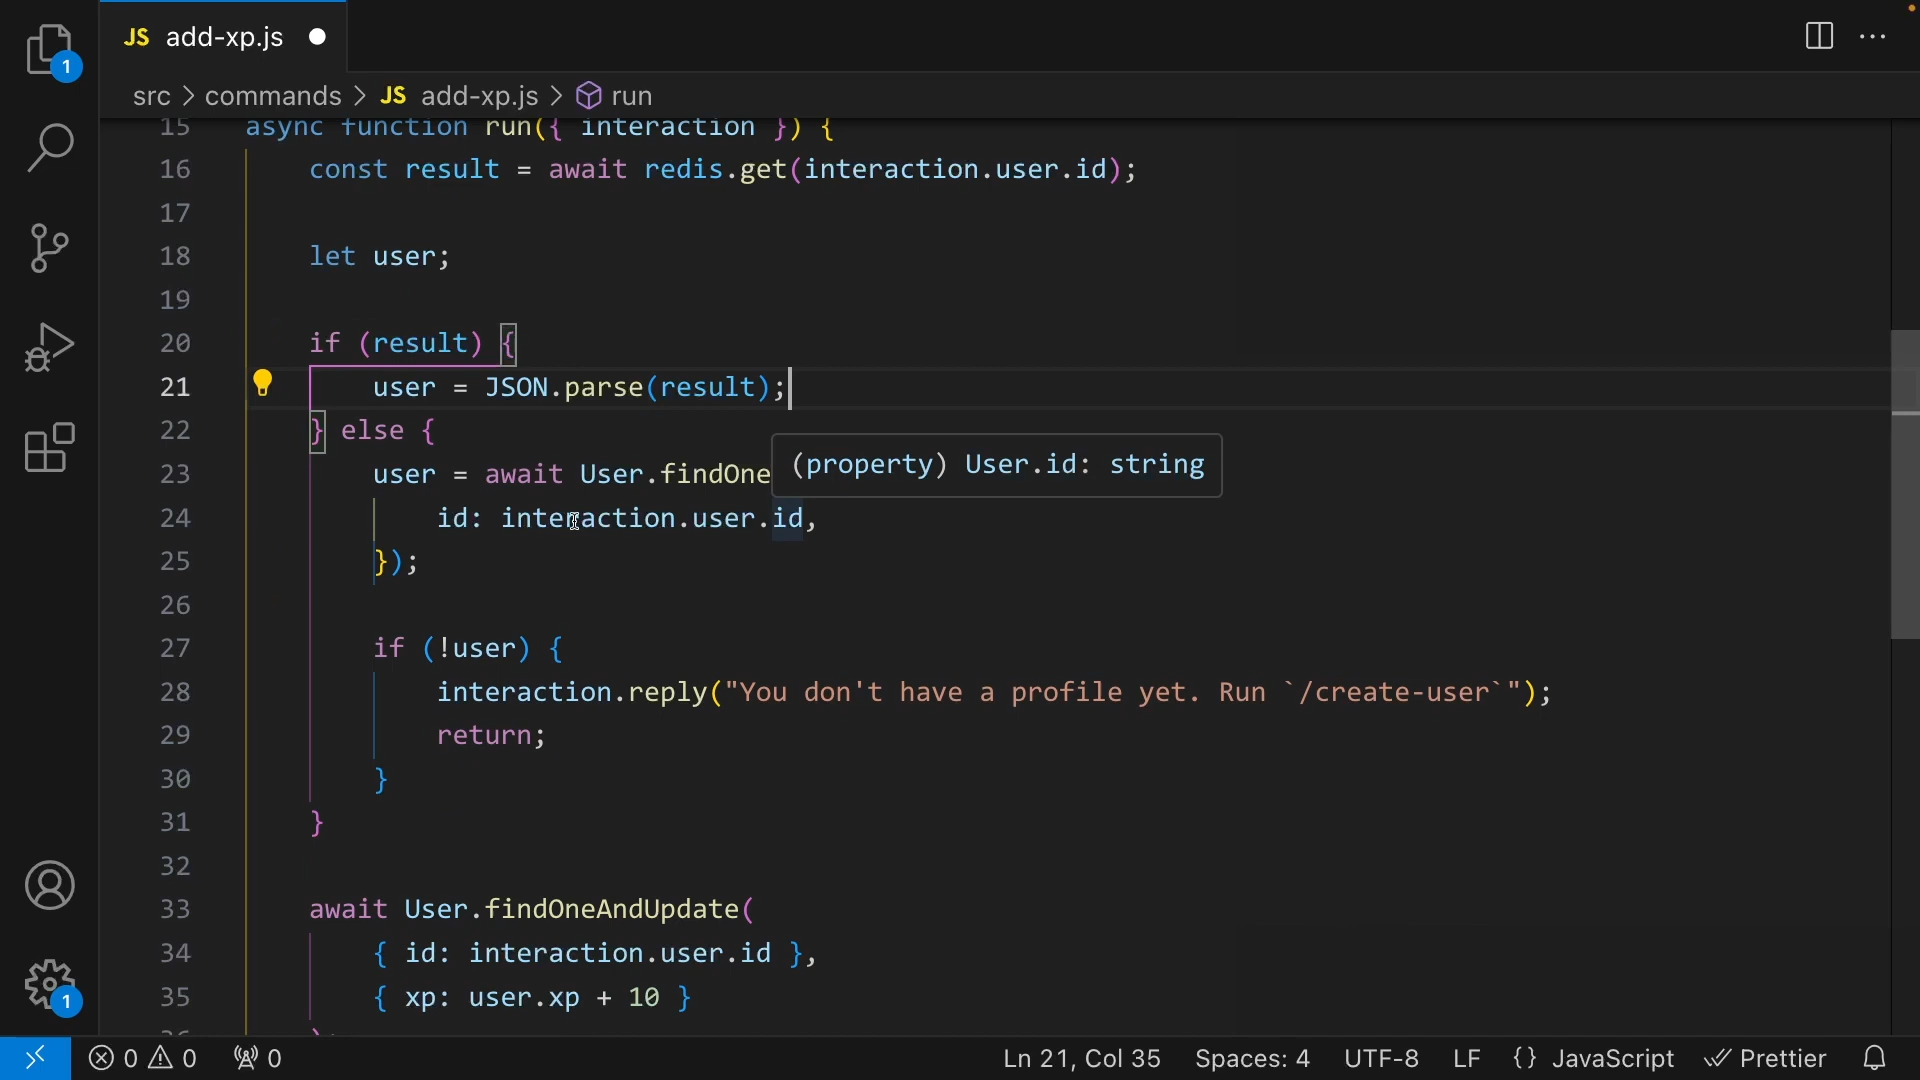 JS add-xp.js
src > commands > JS add-xp.js > run
15 async function run({ interaction }) {
16 const result = await redis.get(interaction.user.id);
17
18 let user;
19
20 if (result) {
21 user = JSON.parse(result);
22 } else {
23 user = await User.findOne
(property) User.id: string
24 id: interaction.user.id,
25 });
26
27 if (!user) {
28 interaction.reply("You don't have a profile yet. Run `/create-user`");
29 return;
30 }
31 }
32
33 await User.findOneAndUpdate(
34 { id: interaction.user.id },
35 { xp: user.xp + 10 }
1
1
0 0 0 Ln 21, Col 35 Spaces: 4 UTF-8 LF {} JavaScript Prettier